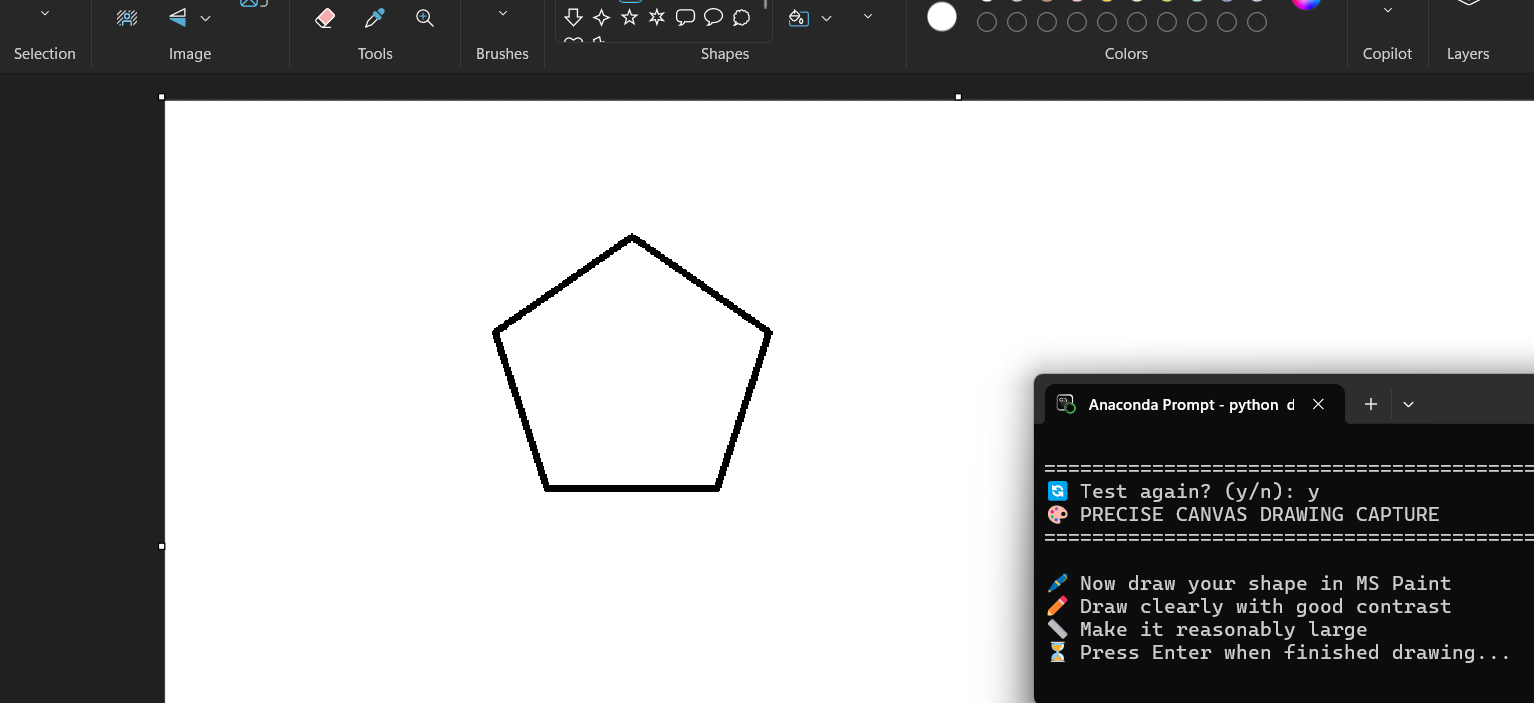 Selection
Image
Tools
Brushes
Shapes
Colors
Copilot
Layers
Anaconda Prompt - python d
========================================
Test again? (y/n): y
PRECISE CANVAS DRAWING CAPTURE
========================================
Now draw your shape in MS Paint
Draw clearly with good contrast
Make it reasonably large
Press Enter when finished drawing...